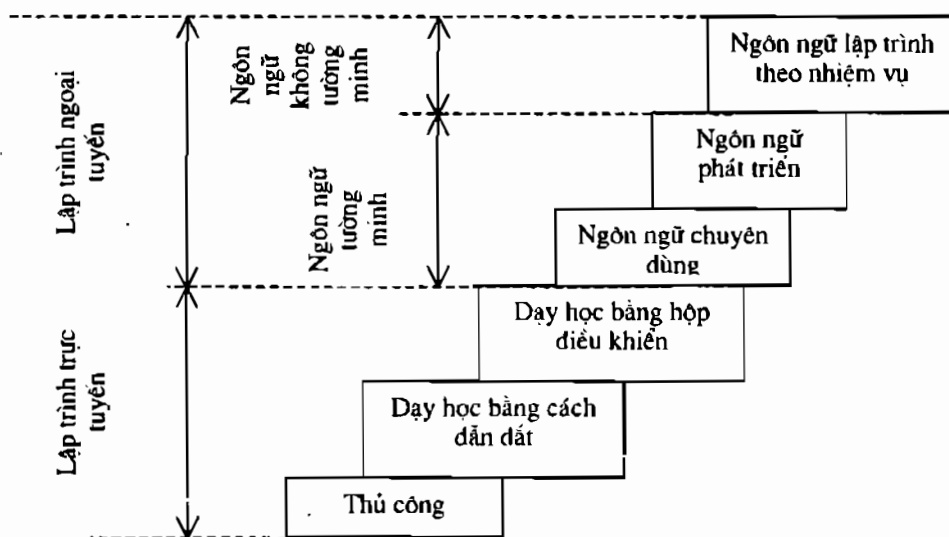 Lập trình ngoại
tuyến
Ngôn
ngữ
không
tường
minh
Ngôn ngữ
tường
minh
Ngôn ngữ lập trình
theo nhiệm vụ
Ngôn ngữ
phát triển
Ngôn ngữ chuyên
dùng
Lập trình trực
tuyến
Dạy học bằng hộp
điều khiển
Dạy học bằng cách
dẫn dắt
Thủ công